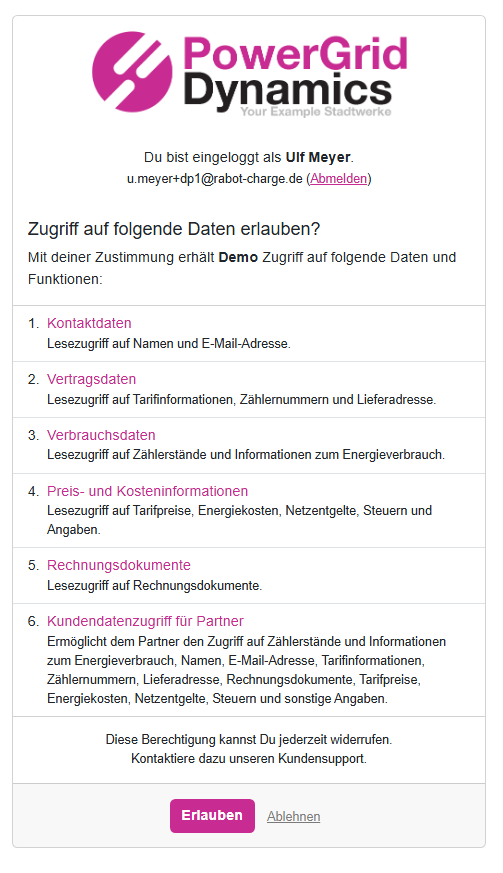 PowerGrid
Dynamics
Your Example Stadtwerke
Du bist eingeloggt als Ulf Meyer.
u.meyer+dp1@rabot-charge.de (Abmelden)
Zugriff auf folgende Daten erlauben?
Mit deiner Zustimmung erhält Demo Zugriff auf folgende Daten und
Funktionen:
1. Kontaktdaten
Lesezugriff auf Namen und E-Mail-Adresse.
2. Vertragsdaten
Lesezugriff auf Tarifinformationen, Zählernummern und Lieferadresse.
3. Verbrauchsdaten
Lesezugriff auf Zählerstände und Informationen zum Energieverbrauch.
4. Preis- und Kosteninformationen
Lesezugriff auf Tarifpreise, Energiekosten, Netzentgelte, Steuern und
Angaben.
5. Rechnungsdokumente
Lesezugriff auf Rechnungsdokumente.
6. Kundendatenzugriff für Partner
Ermöglicht dem Partner den Zugriff auf Zählerstände und Informationen
zum Energieverbrauch, Namen, E-Mail-Adresse, Tarifinformationen,
Zählernummern, Lieferadresse, Rechnungsdokumente, Tarifpreise,
Energiekosten, Netzentgelte, Steuern und sonstige Angaben.
Diese Berechtigung kannst Du jederzeit widerrufen.
Kontaktiere dazu unseren Kundensupport.
Erlauben Ablehnen